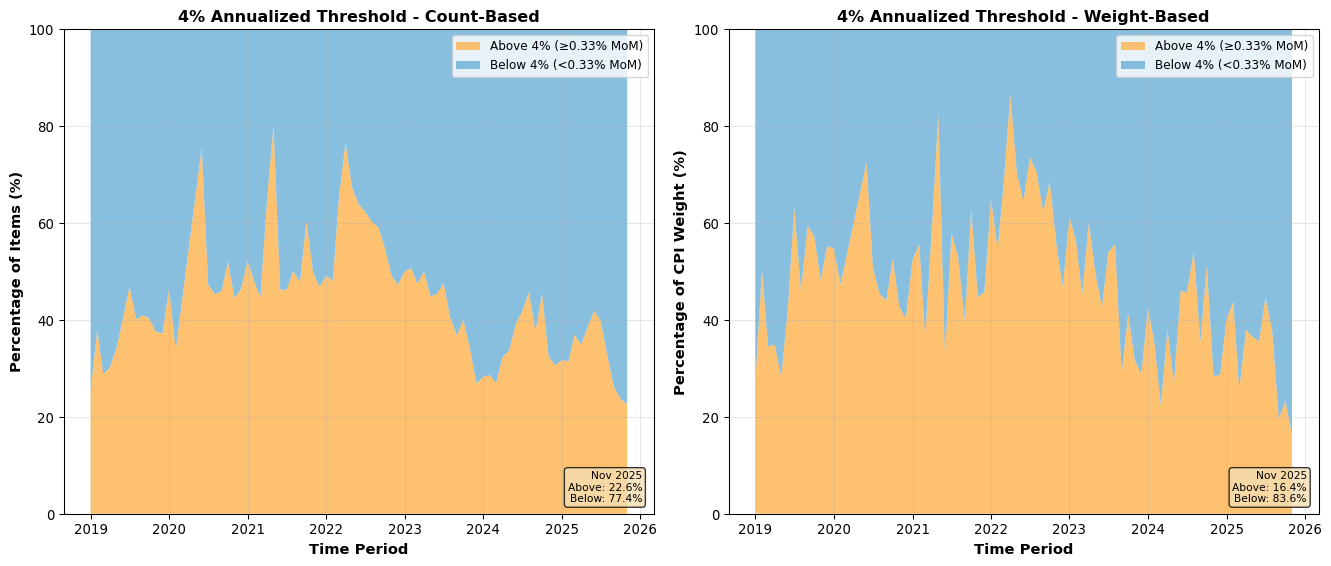 4% Annualized Threshold - Count-Based
Percentage of Items (%)
100
80
60
40
20
0
Above 4% (≥0.33% MoM)
Below 4% (<0.33% MoM)
Nov 2025
Above: 22.6%
Below: 77.4%
2019 2020 2021 2022 2023 2024 2025 2026
Time Period
4% Annualized Threshold - Weight-Based
Percentage of CPI Weight (%)
100
80
60
40
20
0
Above 4% (≥0.33% MoM)
Below 4% (<0.33% MoM)
Nov 2025
Above: 16.4%
Below: 83.6%
2019 2020 2021 2022 2023 2024 2025 2026
Time Period